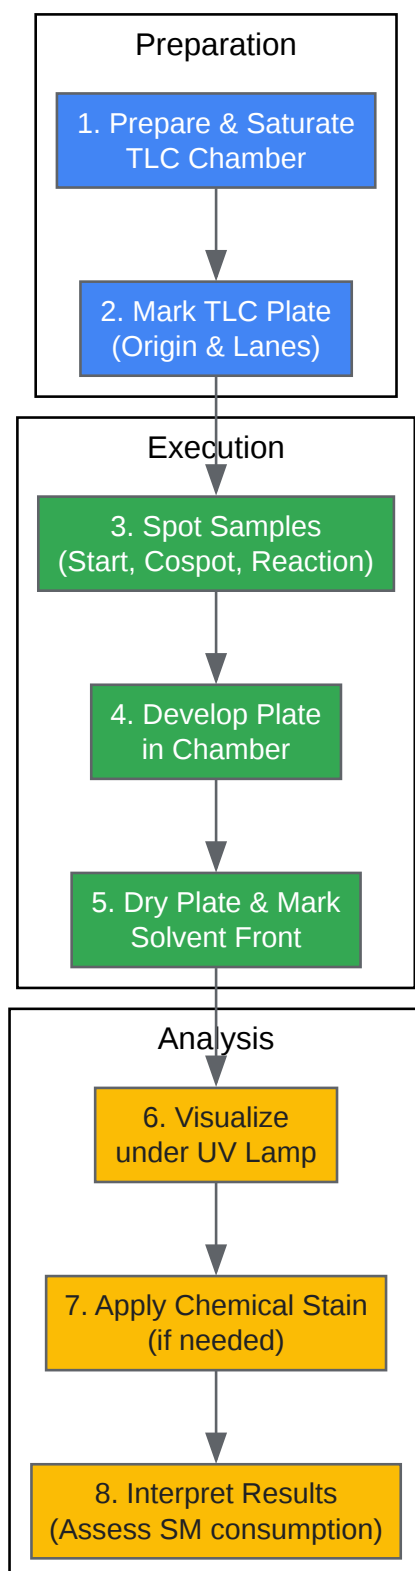 Preparation
1. Prepare & Saturate
TLC Chamber
2. Mark TLC Plate
(Origin & Lanes)
Execution
3. Spot Samples
(Start, Cospot, Reaction)
4. Develop Plate
in Chamber
5. Dry Plate & Mark
Solvent Front
Analysis
6. Visualize
under UV Lamp
7. Apply Chemical Stain
(if needed)
8. Interpret Results
(Assess SM consumption)